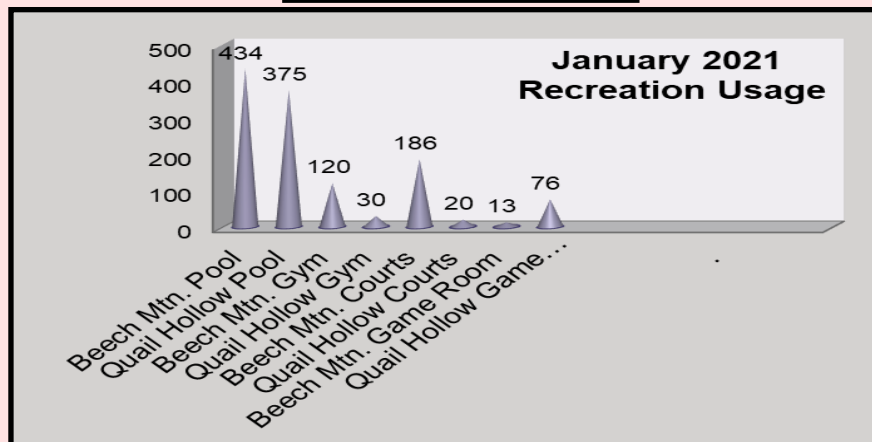 January 2021
Recreation Usage
500
400
300
200
100
0
434
375
120
30
186
20
13
76
Beech Mtn. Pool
Quail Hollow Pool
Beech Mtn. Gym
Quail Hollow Gym
Beech Mtn. Courts
Quail Hollow Courts
Beech Mtn. Game Room
Quail Hollow Game...
.